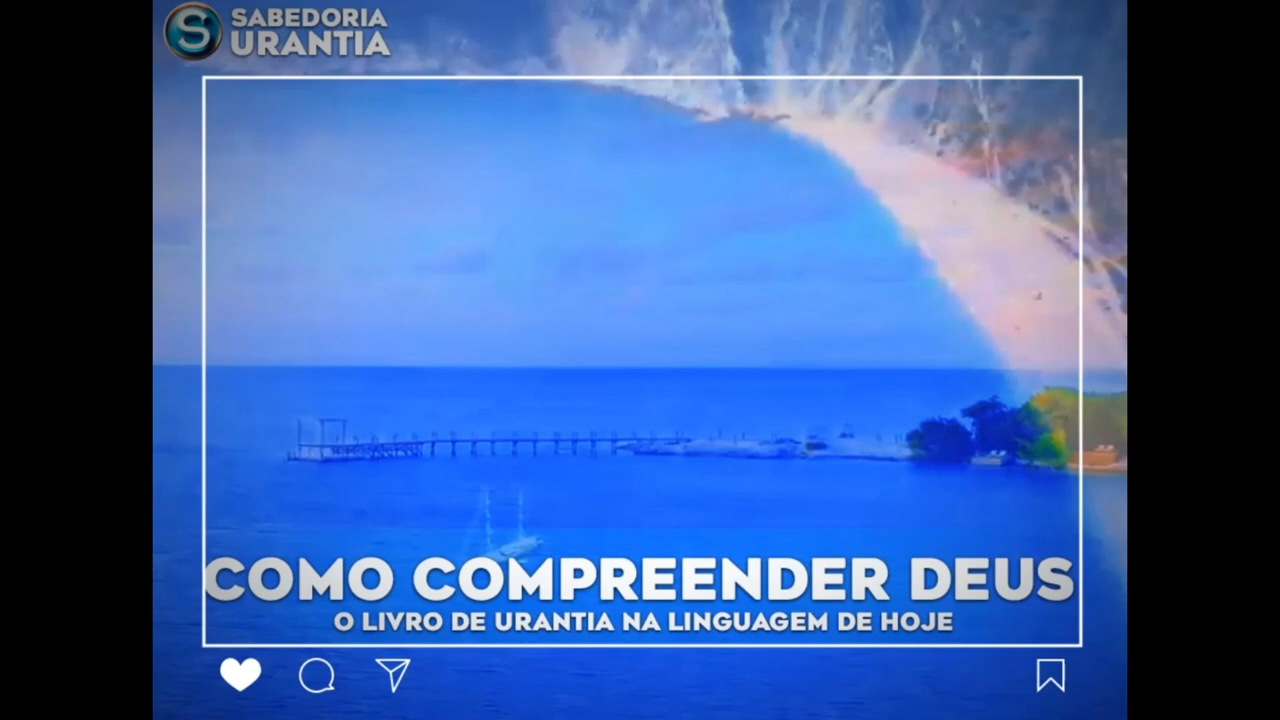 SABEDORIA
URANTIA
COMO COMPREENDER DEUS
O LIVRO DE URANTIA NA LINGUAGEM DE HOJE